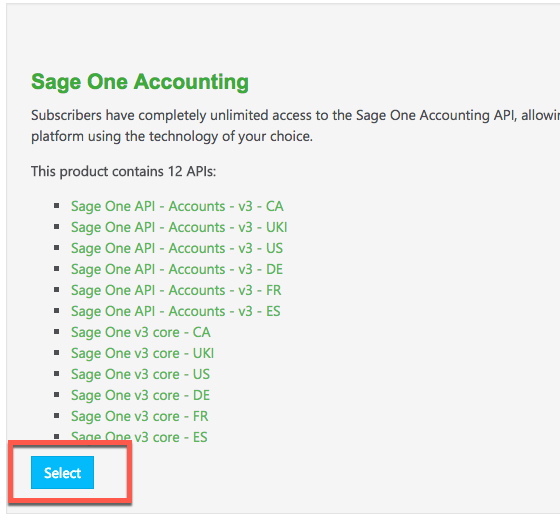 Sage One Accounting
Subscribers have completely unlimited access to the Sage One Accounting API, allowin
platform using the technology of your choice.
This product contains 12 APIs:
Sage One API - Accounts - v3 - CA
Sage One API - Accounts - v3 - UKI
Sage One API - Accounts - v3 - US
Sage One API - Accounts - v3 - DE
Sage One API - Accounts - v3 - FR
Sage One API - Accounts - v3 - ES
Sage One v3 core - CA
Sage One v3 core - UKI
Sage One v3 core - US
Sage One v3 core - DE
Sage One v3 core - FR
Sage One v3 core - ES
Select